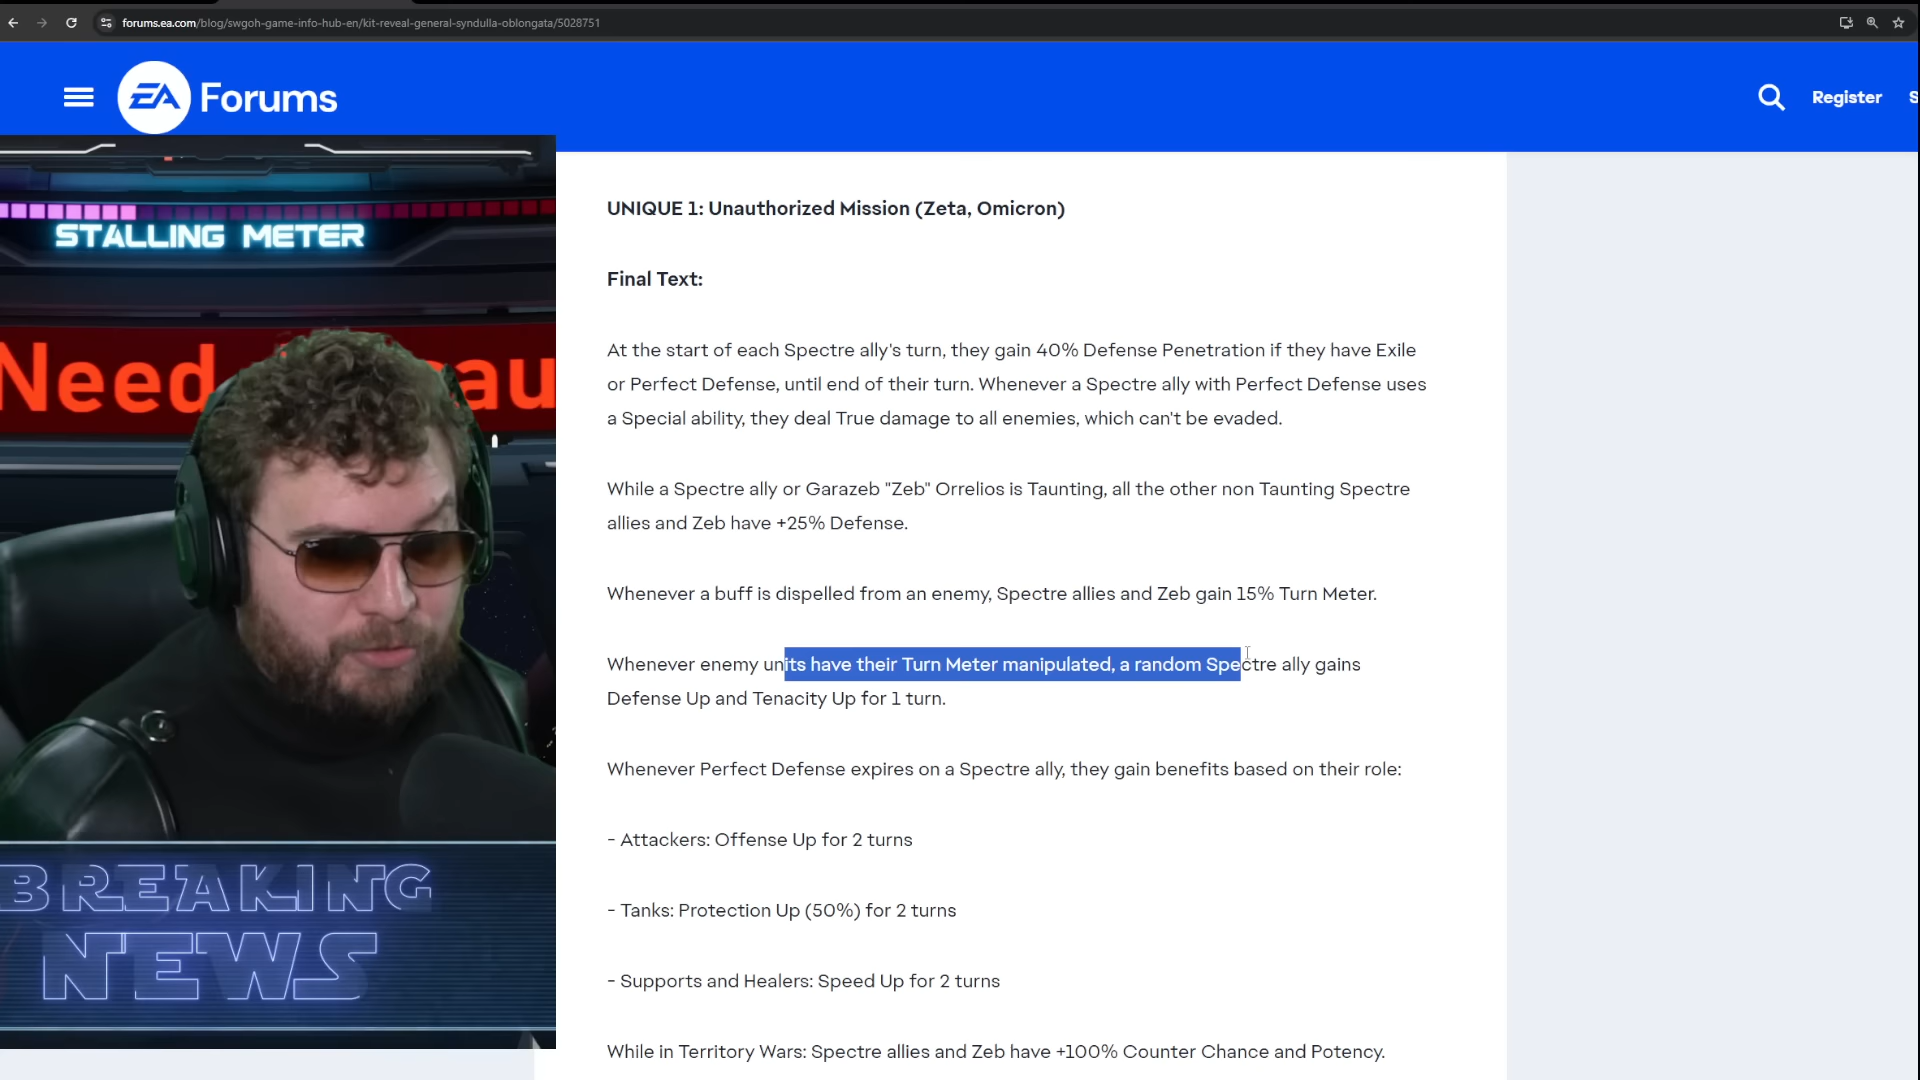 forums.ea.com/blog/swgoh-game-info-hub-en/kit-reveal-general-syndulla-oblongata/5028751
EA Forums
Register
STALLING METER
Need
BREAKING
NEWS
UNIQUE 1: Unauthorized Mission (Zeta, Omicron)
Final Text:
At the start of each Spectre ally's turn, they gain 40% Defense Penetration if they have Exile
or Perfect Defense, until end of their turn. Whenever a Spectre ally with Perfect Defense uses
a Special ability, they deal True damage to all enemies, which can't be evaded.
While a Spectre ally or Garazeb "Zeb" Orrelios is Taunting, all the other non Taunting Spectre
allies and Zeb have +25% Defense.
Whenever a buff is dispelled from an enemy, Spectre allies and Zeb gain 15% Turn Meter.
Whenever enemy units have their Turn Meter manipulated, a random Spectre ally gains
Defense Up and Tenacity Up for 1 turn.
Whenever Perfect Defense expires on a Spectre ally, they gain benefits based on their role:
- Attackers: Offense Up for 2 turns
- Tanks: Protection Up (50%) for 2 turns
- Supports and Healers: Speed Up for 2 turns
While in Territory Wars: Spectre allies and Zeb have +100% Counter Chance and Potency.